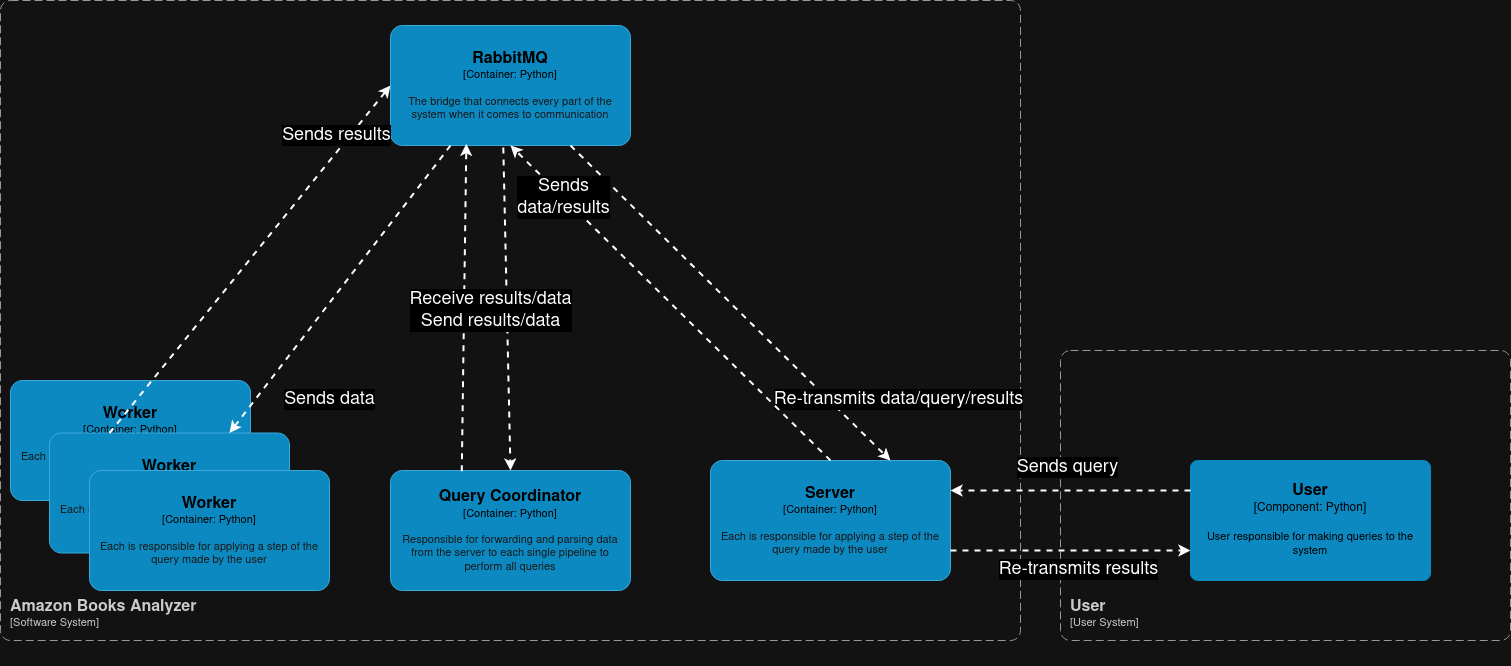 RabbitMQ
[Container: Python]
The bridge that connects every part of the
system when it comes to communication
Sends results
Sends
data/results
Receive results/data
Send results/data
Sends data
Re-transmits data/query/results
Worker
[Container: Python]
Each
Worker
Each
Worker
[Container: Python]
Each is responsible for applying a step of the
query made by the user
Query Coordinator
[Container: Python]
Responsible for forwarding and parsing data
from the server to each single pipeline to
perform all queries
Server
[Container: Python]
Each is responsible for applying a step of the
query made by the user
Sends query
Re-transmits results
User
[Component: Python]
User responsible for making queries to the
system
Amazon Books Analyzer
[Software System]
User
[User System]